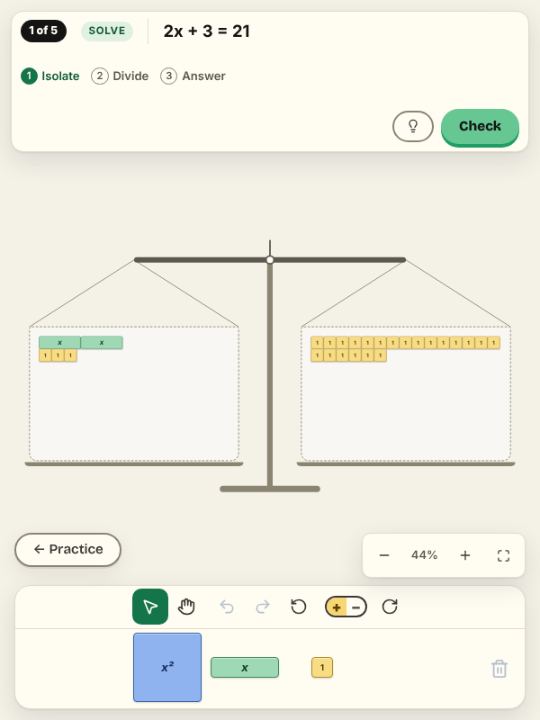 1 of 5 SOLVE 2x + 3 = 21
1 Isolate 2 Divide 3 Answer
Check
x x
1 1 1
1 1 1 1 1 1 1 1 1 1 1 1 1 1 1
1 1 1 1 1 1
← Practice
− 44% +
+ −
x² x 1